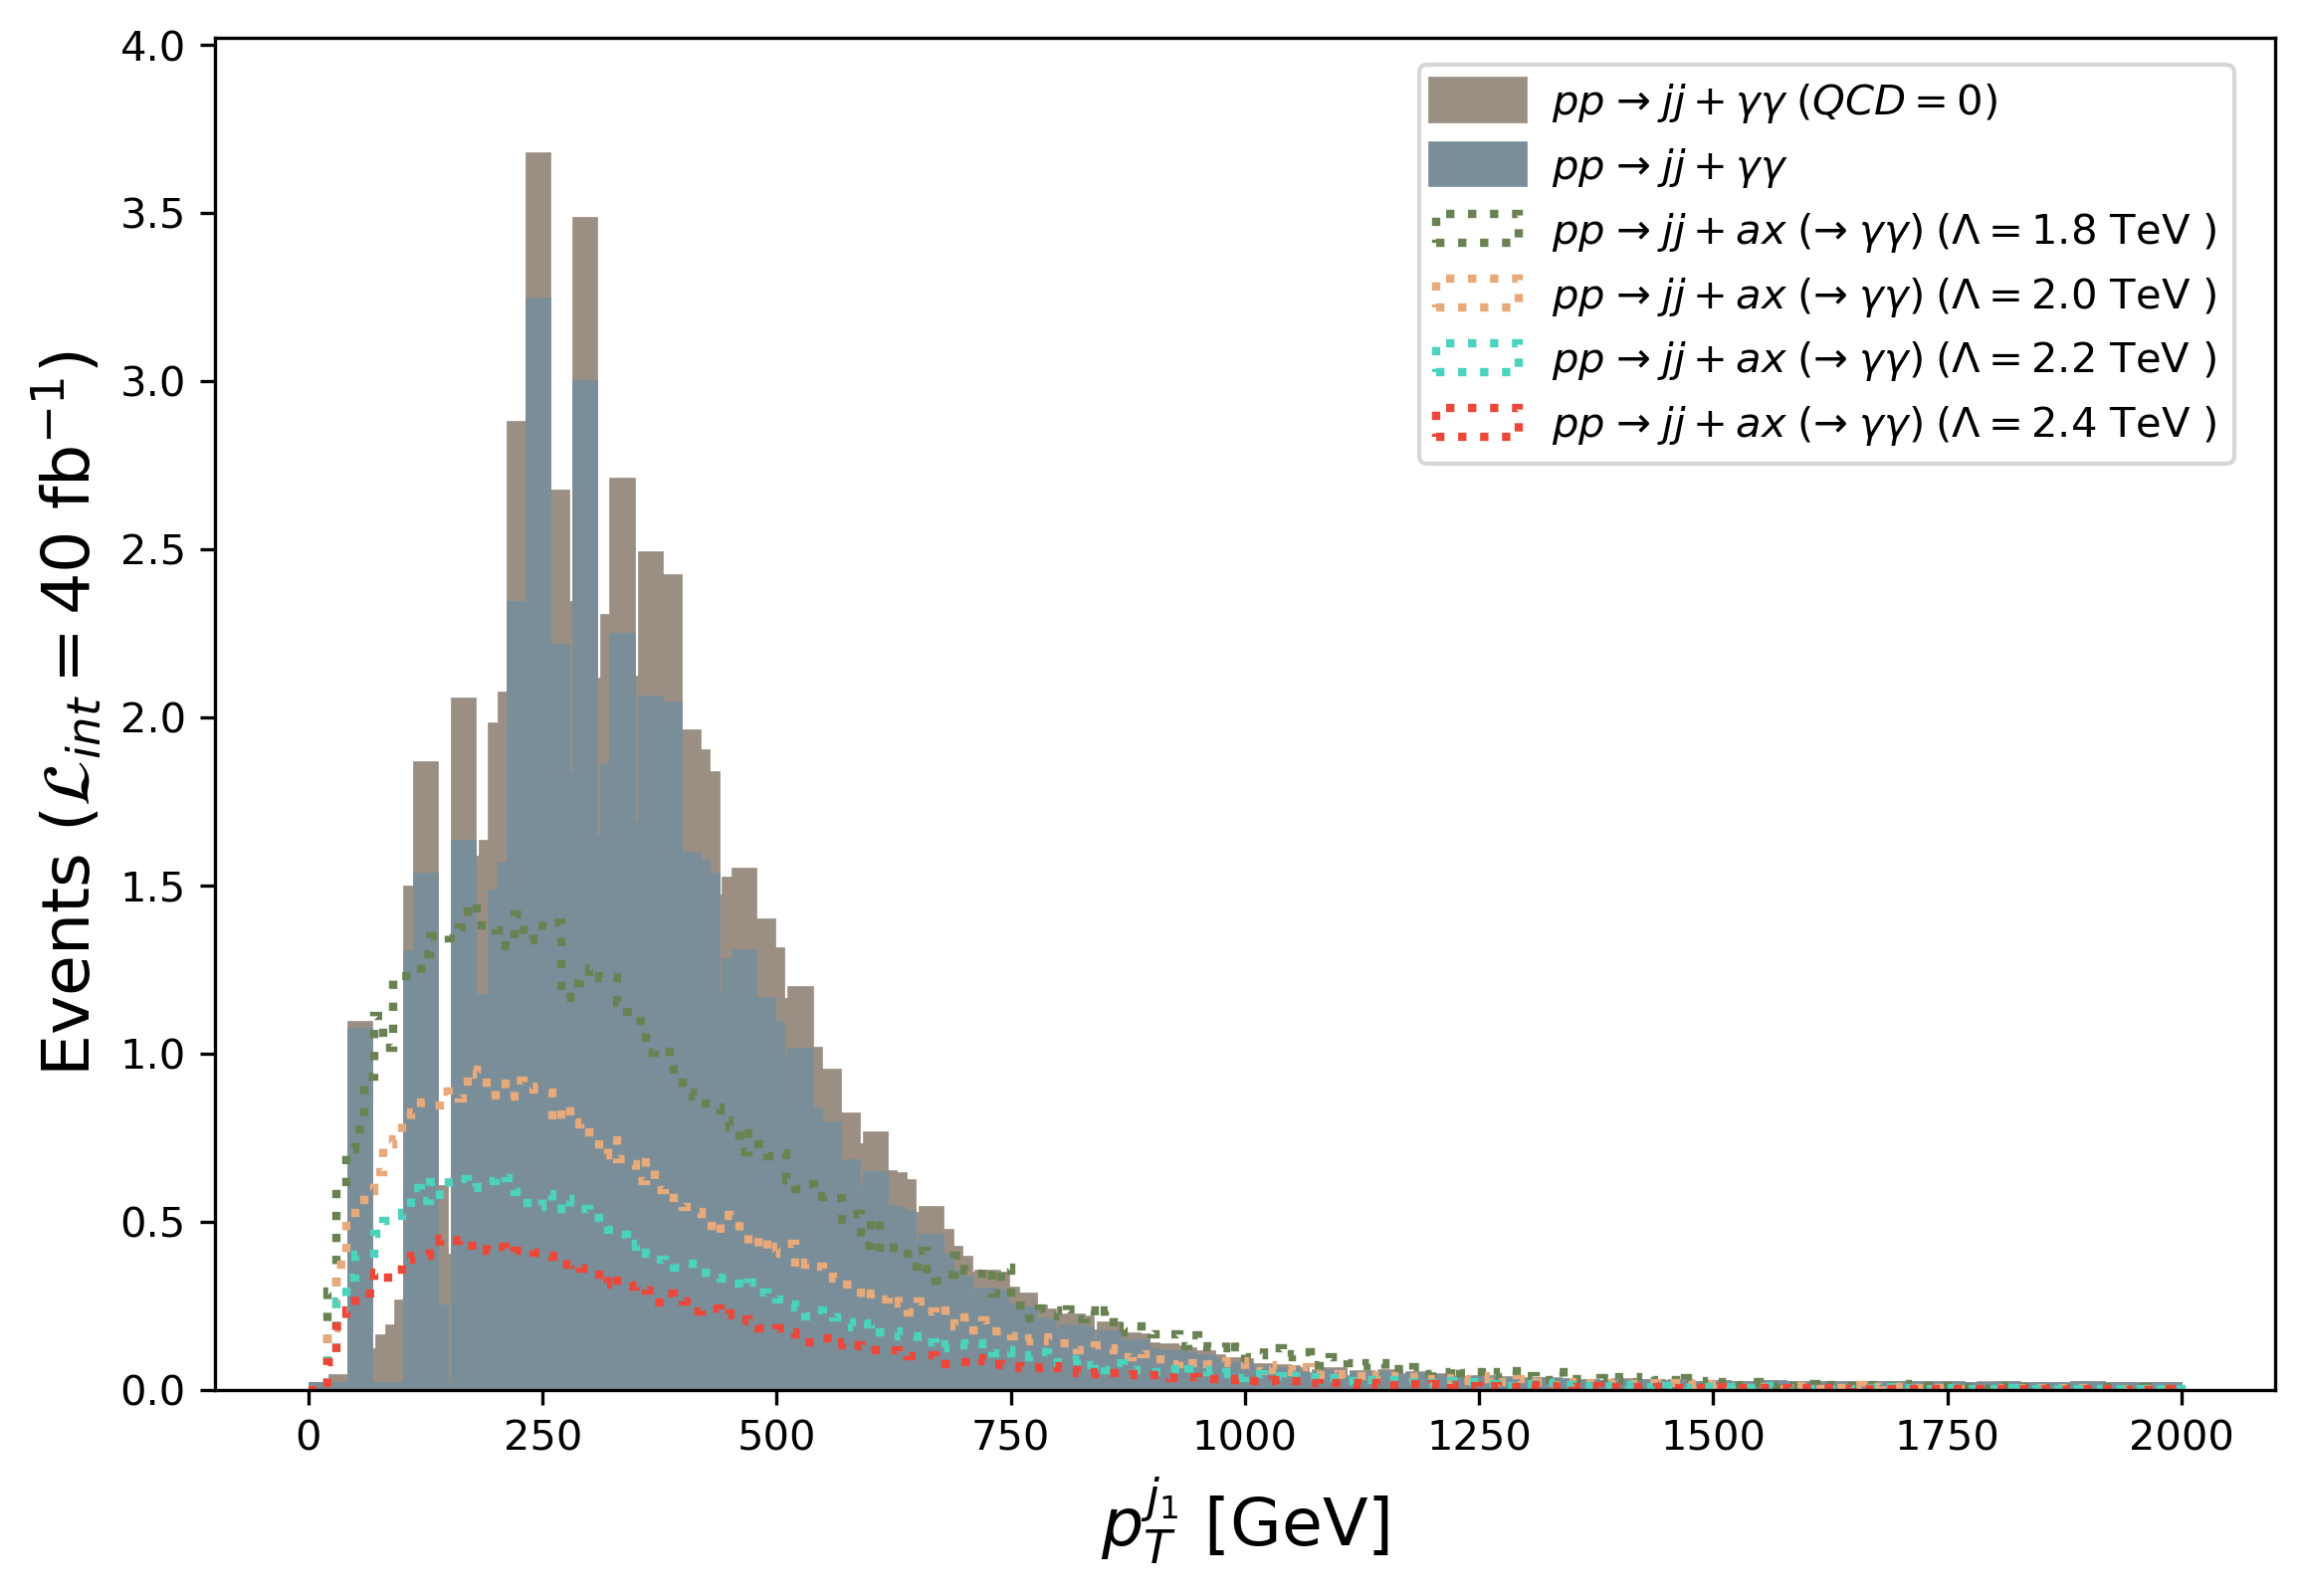 4.0
3.5
3.0
2.5
2.0
1.5
1.0
0.5
0.0
Events ($\mathcal{L}_{int} = 40$ fb$^{-1}$)
pp → jj + γγ (QCD = 0)
pp → jj + γγ
pp → jj + ax (→ γγ) (Λ = 1.8 TeV )
pp → jj + ax (→ γγ) (Λ = 2.0 TeV )
pp → jj + ax (→ γγ) (Λ = 2.2 TeV )
pp → jj + ax (→ γγ) (Λ = 2.4 TeV )
0 250 500 750 1000 1250 1500 1750 2000
$p_T^{j_1}$ [GeV]